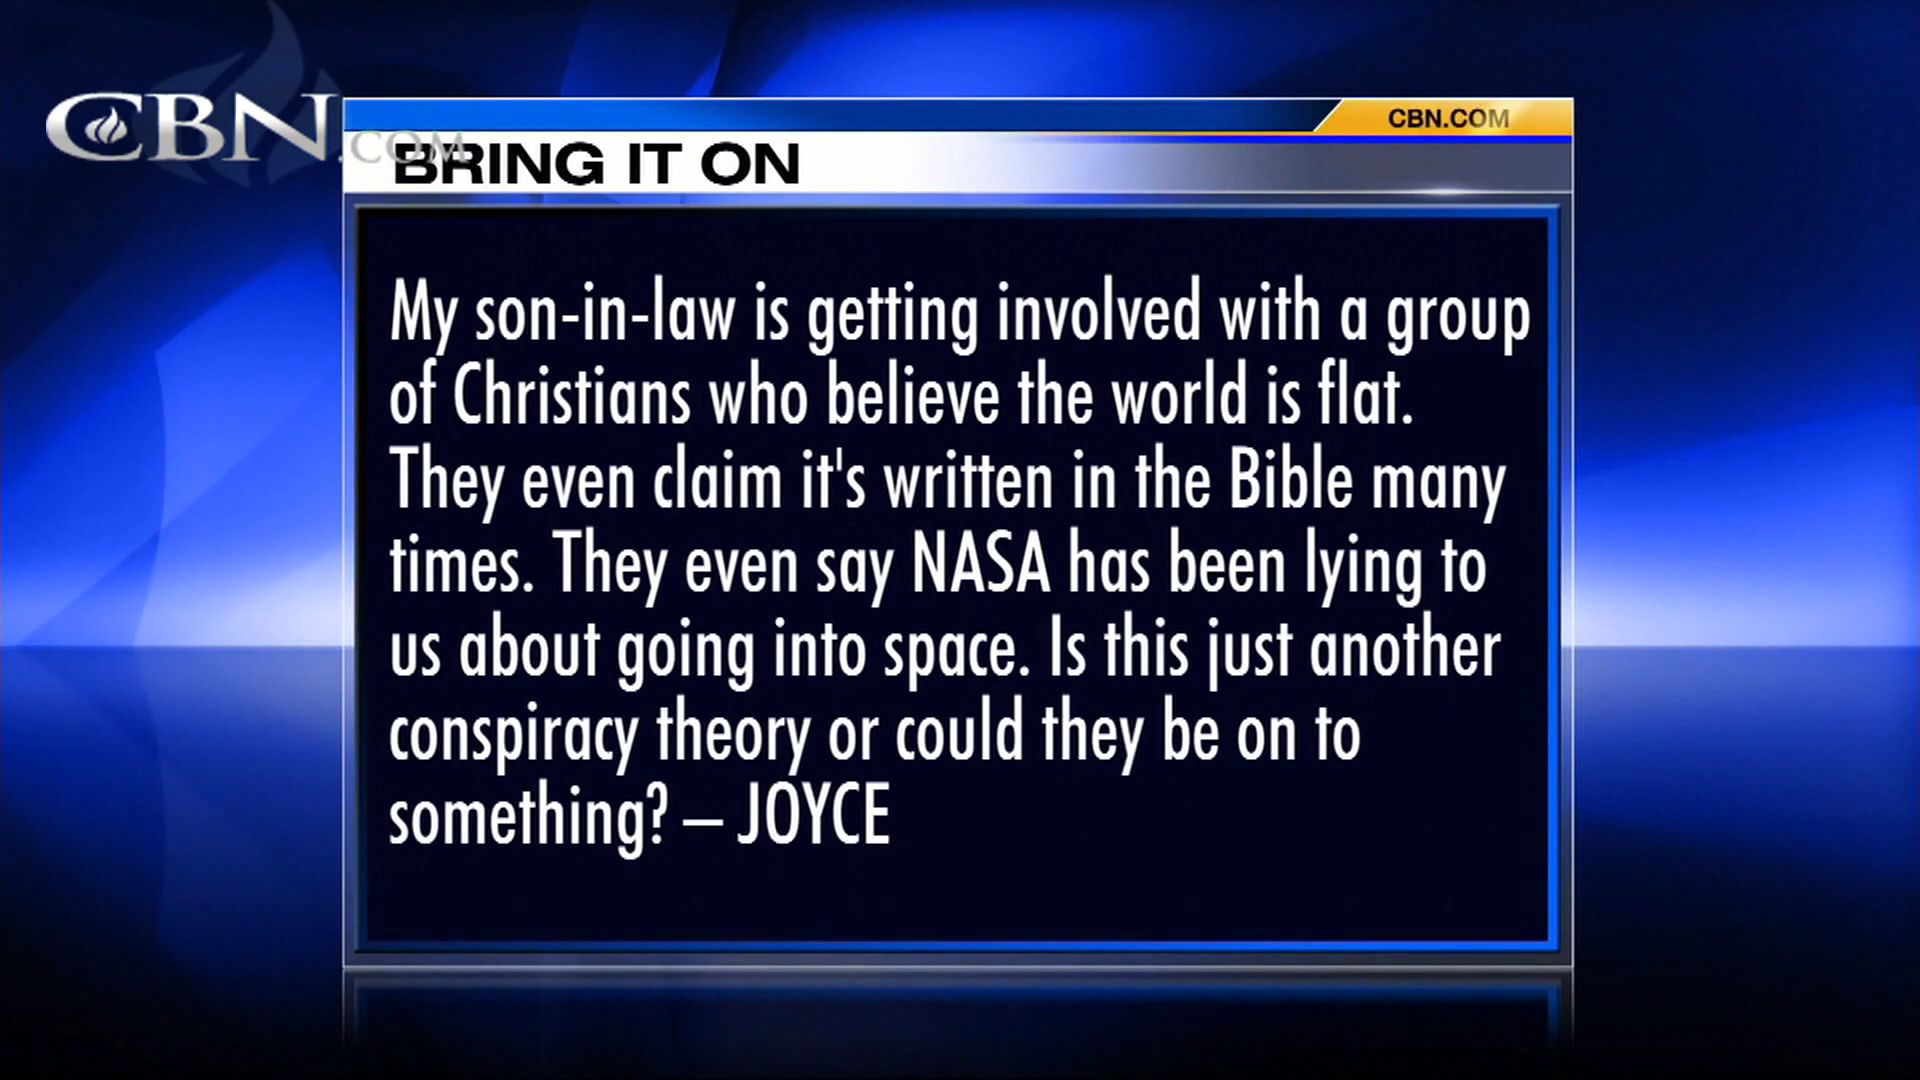 CBN.COM
CBN.COM
BRING IT ON
My son-in-law is getting involved with a group
of Christians who believe the world is flat.
They even claim it's written in the Bible many
times. They even say NASA has been lying to
us about going into space. Is this just another
conspiracy theory or could they be on to
something? – JOYCE